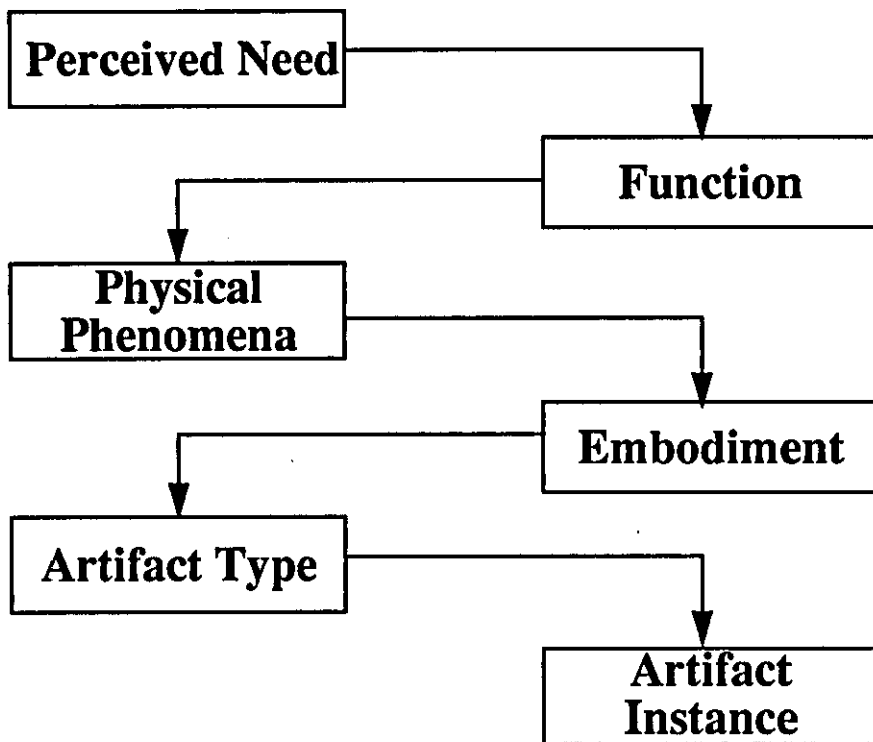 Perceived Need
Function
Physical
Phenomena
Embodiment
Artifact Type
Artifact
Instance